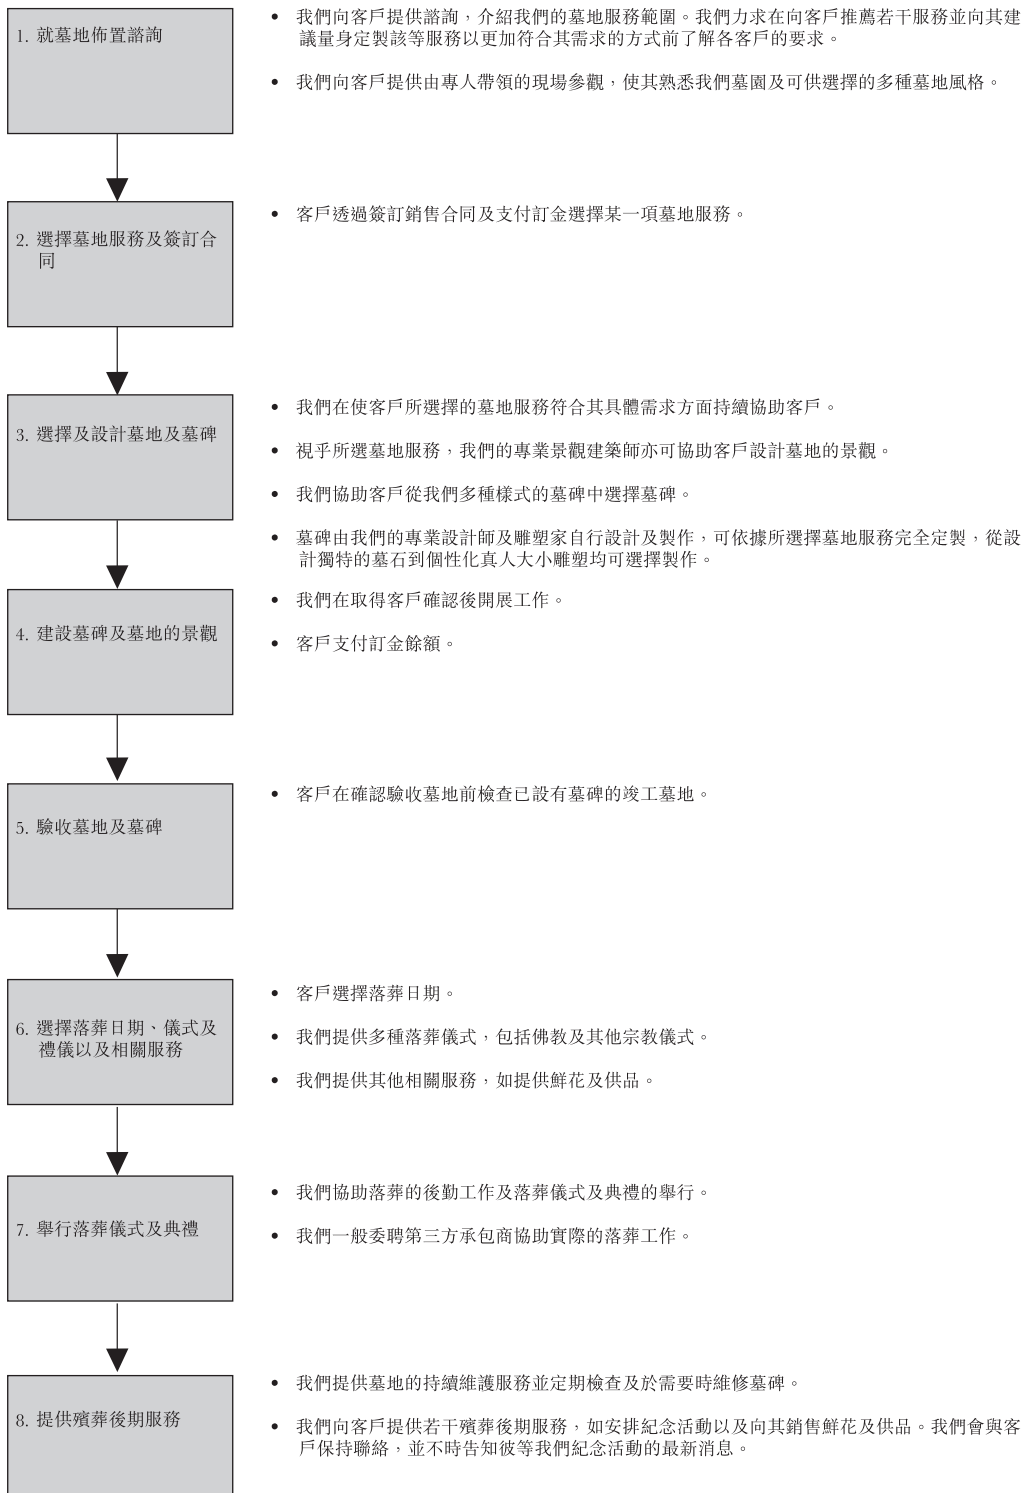 1. 就墓地佈置諮詢
• 我們向客戶提供諮詢，介紹我們的墓地服務範圍。我們力求在向客戶推薦若干服務並向其建
議量身定製該等服務以更加符合其需求的方式前了解各客戶的要求。
• 我們向客戶提供由專人帶領的現場參觀，使其熟悉我們墓園及可供選擇的多種墓地風格。
2. 選擇墓地服務及簽訂合
同
• 客戶透過簽訂銷售合同及支付訂金選擇某一項墓地服務。
3. 選擇及設計墓地及墓碑
• 我們在使客戶所選擇的墓地服務符合其具體需求方面持續協助客戶。
• 視乎所選墓地服務，我們的專業景觀建築師亦可協助客戶設計墓地的景觀。
• 我們協助客戶從我們多種樣式的墓碑中選擇墓碑。
• 墓碑由我們的專業設計師及雕塑家自行設計及製作，可依據所選擇墓地服務完全定製，從設
計獨特的墓石到個性化真人大小雕塑均可選擇製作。
4. 建設墓碑及墓地的景觀
• 我們在取得客戶確認後開展工作。
• 客戶支付訂金餘額。
5. 驗收墓地及墓碑
• 客戶在確認驗收墓地前檢查已設有墓碑的竣工墓地。
6. 選擇落葬日期、儀式及
禮儀以及相關服務
• 客戶選擇落葬日期。
• 我們提供多種落葬儀式，包括佛教及其他宗教儀式。
• 我們提供其他相關服務，如提供鮮花及供品。
7. 舉行落葬儀式及典禮
• 我們協助落葬的後勤工作及落葬儀式及典禮的舉行。
• 我們一般委聘第三方承包商協助實際的落葬工作。
8. 提供殯葬後期服務
• 我們提供墓地的持續維護服務並定期檢查及於需要時維修墓碑。
• 我們向客戶提供若干殯葬後期服務，如安排紀念活動以及向其銷售鮮花及供品。我們會與客
戶保持聯絡，並不時告知彼等我們紀念活動的最新消息。